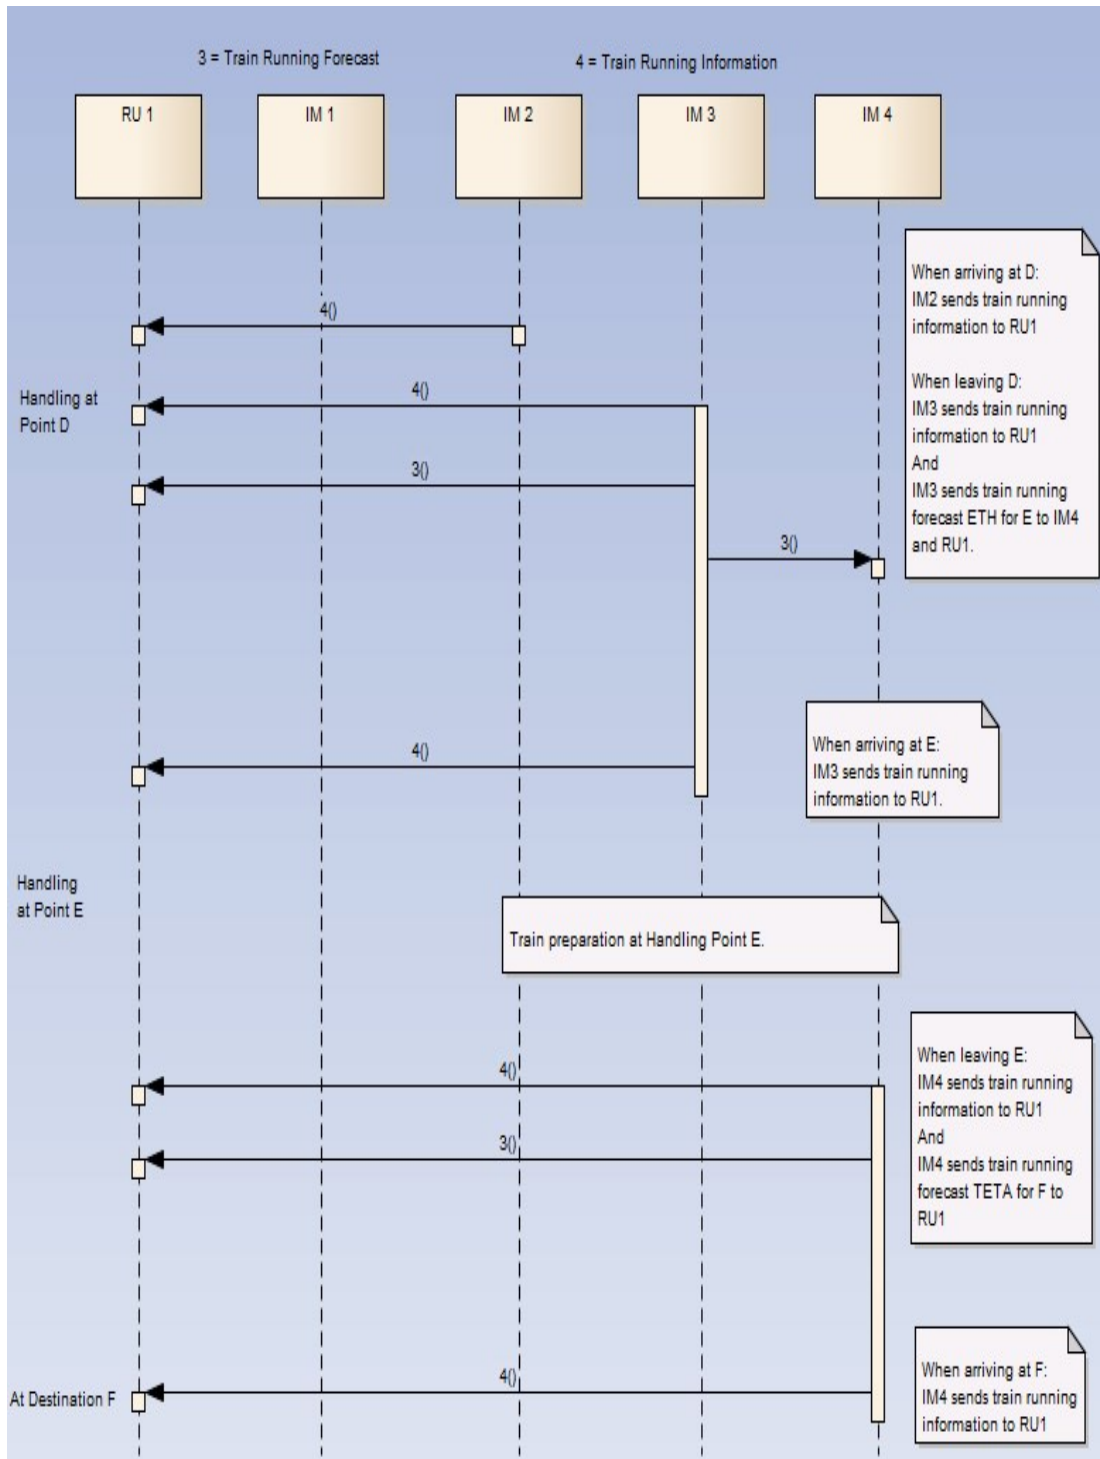 3 = Train Running Forecast
4 = Train Running Information
RU 1
IM 1
IM 2
IM 3
IM 4
When arriving at D:
IM2 sends train running
information to RU1
When leaving D:
IM3 sends train running
information to RU1
And
IM3 sends train running
forecast ETH for E to IM4
and RU1.
4()
Handling at
Point D
4()
3()
3()
When arriving at E:
IM3 sends train running
information to RU1.
4()
Handling
at Point E
Train preparation at Handling Point E.
When leaving E:
IM4 sends train running
information to RU1
And
IM4 sends train running
forecast TETA for F to
RU1
4()
3()
When arriving at F:
IM4 sends train running
information to RU1
4()
At Destination F